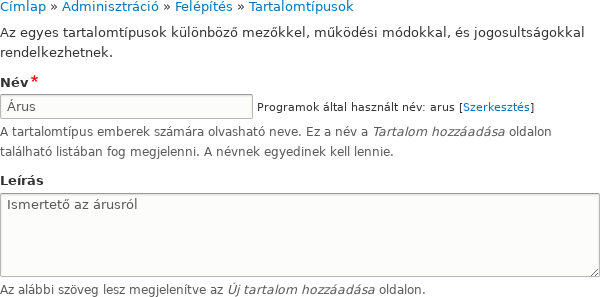 Címlap » Adminisztráció » Felépítés » Tartalomtípusok
Az egyes tartalomtípusok különböző mezőkkel, működési módokkal, és jogosultságokkal
rendelkezhetnek.
Név*
Árus Programok által használt név: arus [Szerkesztés]
A tartalomtípus emberek számára olvasható neve. Ez a név a Tartalom hozzáadása oldalon
található listában fog megjelenni. A névnek egyedinek kell lennie.
Leírás
Ismertető az árusról
Az alábbi szöveg lesz megjelenítve az Új tartalom hozzáadása oldalon.